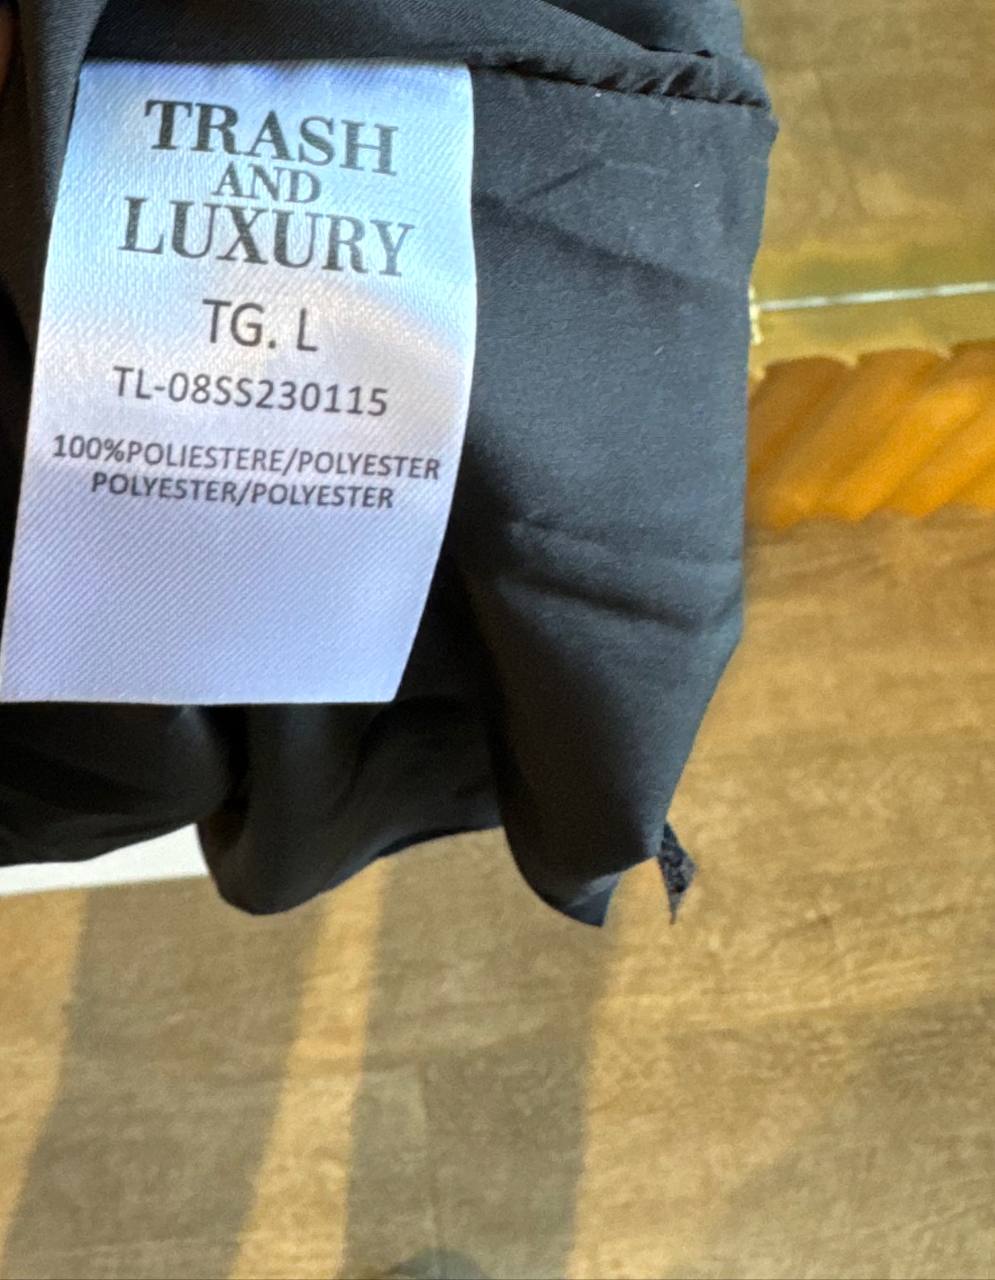 TRASH
AND
LUXURY
TG. L
TL-08SS230115
100%POLIESTERE/POLYESTER
POLYESTER/POLYESTER